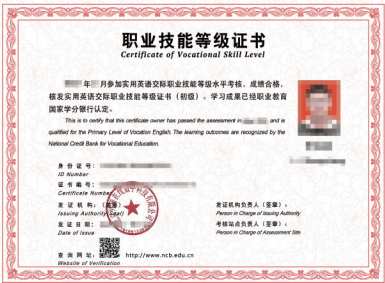 职业技能等级证书
Certificate of Vocational Skill Level
年 月参加实用英语交际职业技能等级水平考核，成绩合格，
核发实用英语交际职业技能等级证书（初级）。学习成果已经职业教育
国家学分银行认定。
This is to certify that this certificate owner has passed the assessment in and is
qualified for the Primary Level of Vocation English. The learning outcomes are recognized by the
National Credit Bank for Vocational Education.
身 份 证 号：
ID Number
证 书 编 号：
Certificate Number
发 证 机 构：（盖章） 发证机构负责人（签章）：
Issuing Authority(Seal) Person in Charge of Issuing Authority
发 证 日 期： 考核站点负责人（签章）：
Date of Issue Person in Charge of Assessment Site
查 询 网 址： http://www.ncb.edu.cn
Website of Verification